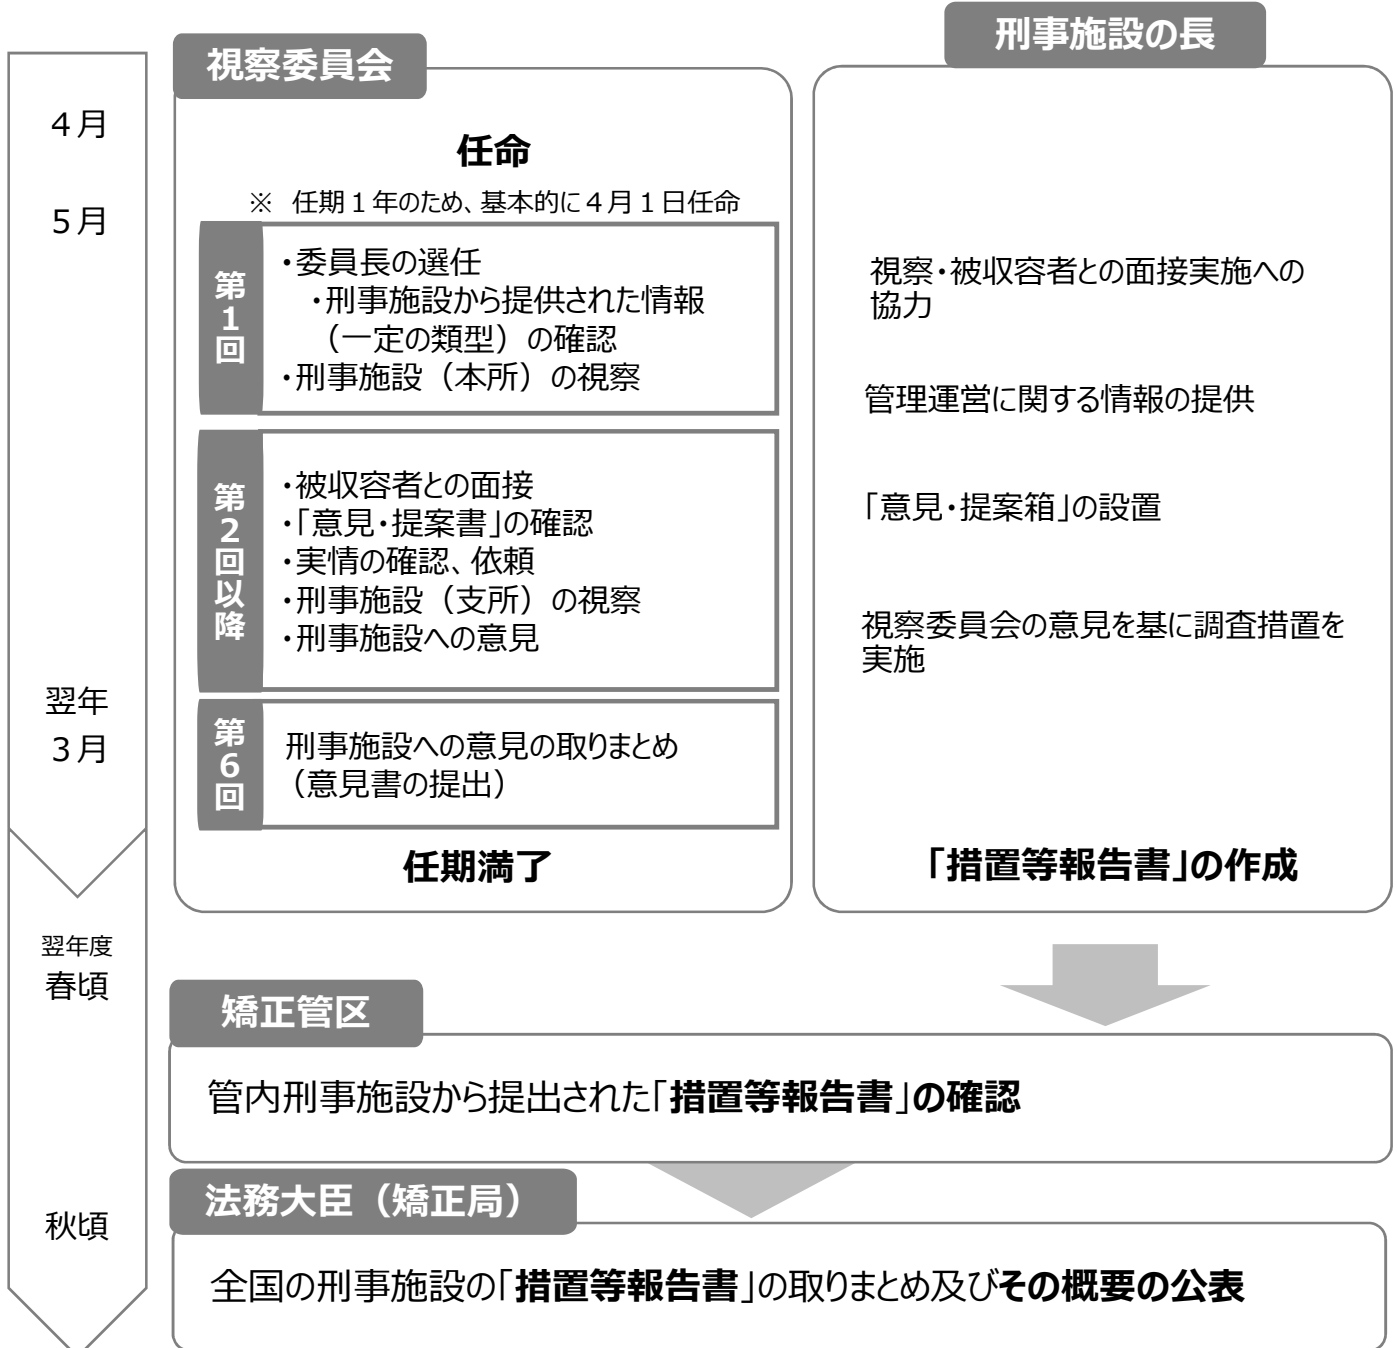 ４月
５月
翌年
３月
翌年度
春頃
秋頃
視察委員会
任命
※　任期１年のため、基本的に４月１日任命
第１回
・委員長の選任
・刑事施設から提供された情報
（一定の類型）の確認
・刑事施設（本所）の視察
第２回以降
・被収容者との面接
・「意見・提案書」の確認
・実情の確認、依頼
・刑事施設（支所）の視察
・刑事施設への意見
第６回
刑事施設への意見の取りまとめ
（意見書の提出）
任期満了
刑事施設の長
視察・被収容者との面接実施への
協力
管理運営に関する情報の提供
「意見・提案箱」の設置
視察委員会の意見を基に調査措置を
実施
「措置等報告書」の作成
矯正管区
管内刑事施設から提出された「措置等報告書」の確認
法務大臣（矯正局）
全国の刑事施設の「措置等報告書」の取りまとめ及びその概要の公表